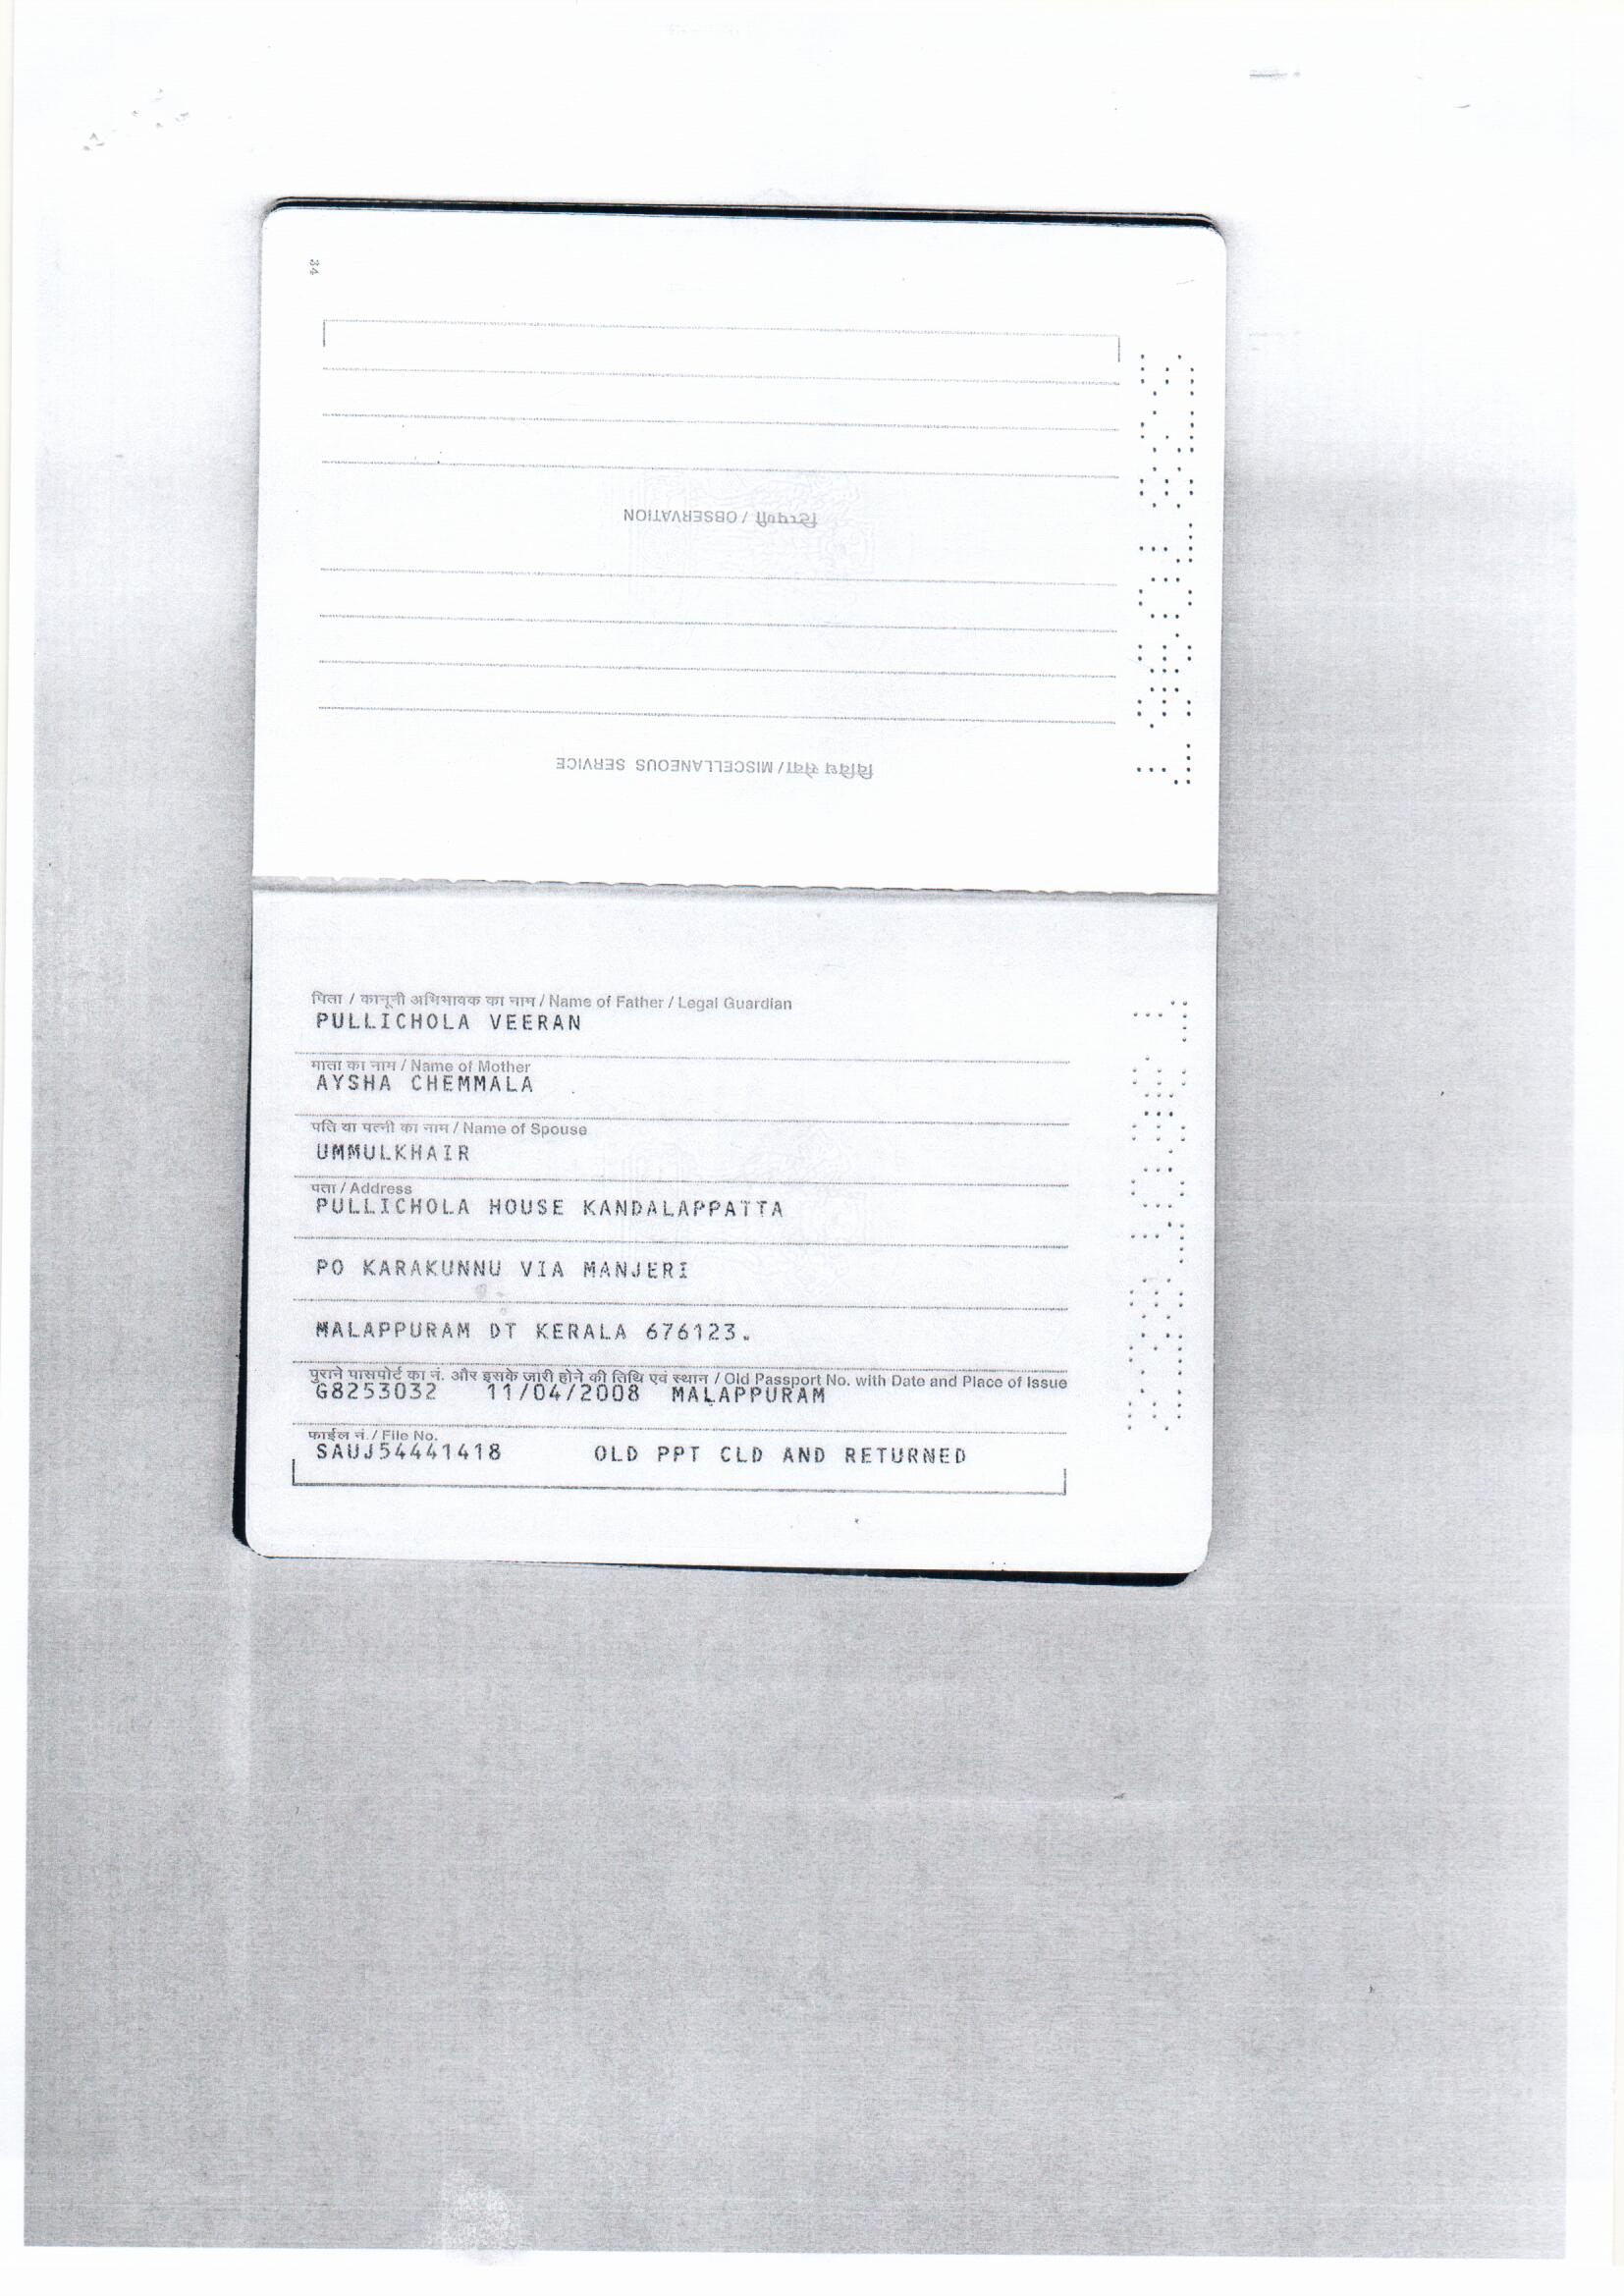 34
टिप्पणी / OBSERVATION
विविध सेवा / MISCELLANEOUS SERVICE
पिता / कानूनी अभिभावक का नाम / Name of Father / Legal Guardian
PULLICHOLA VEERAN
माता का नाम / Name of Mother
AYSHA CHEMMALA
पति या पत्नी का नाम / Name of Spouse
UMMULKHAIR
पता / Address
PULLICHOLA HOUSE KANDALAPPATTA
PO KARAKUNNU VIA MANJERI
MALAPPURAM DT KERALA 676123.
पुराने पासपोर्ट का नं. और इसके जारी होने की तिथि एवं स्थान / Old Passport No. with Date and Place of Issue
G8253032 11/04/2008 MALAPPURAM
फाईल नं. / File No.
SAUJ54441418 OLD PPT CLD AND RETURNED